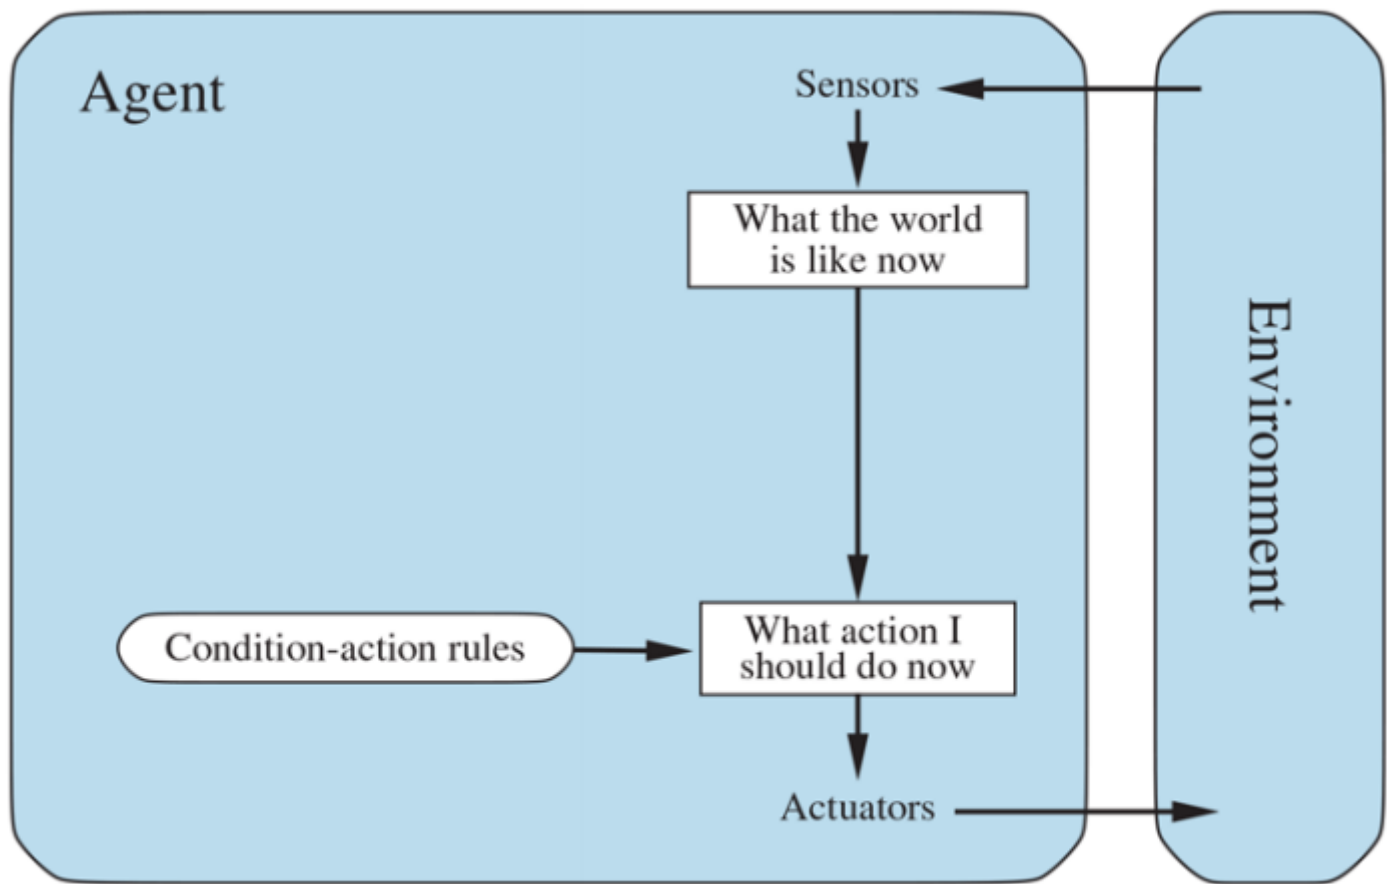 Agent
Sensors
What the world
is like now
Environment
Condition-action rules
What action I
should do now
Actuators